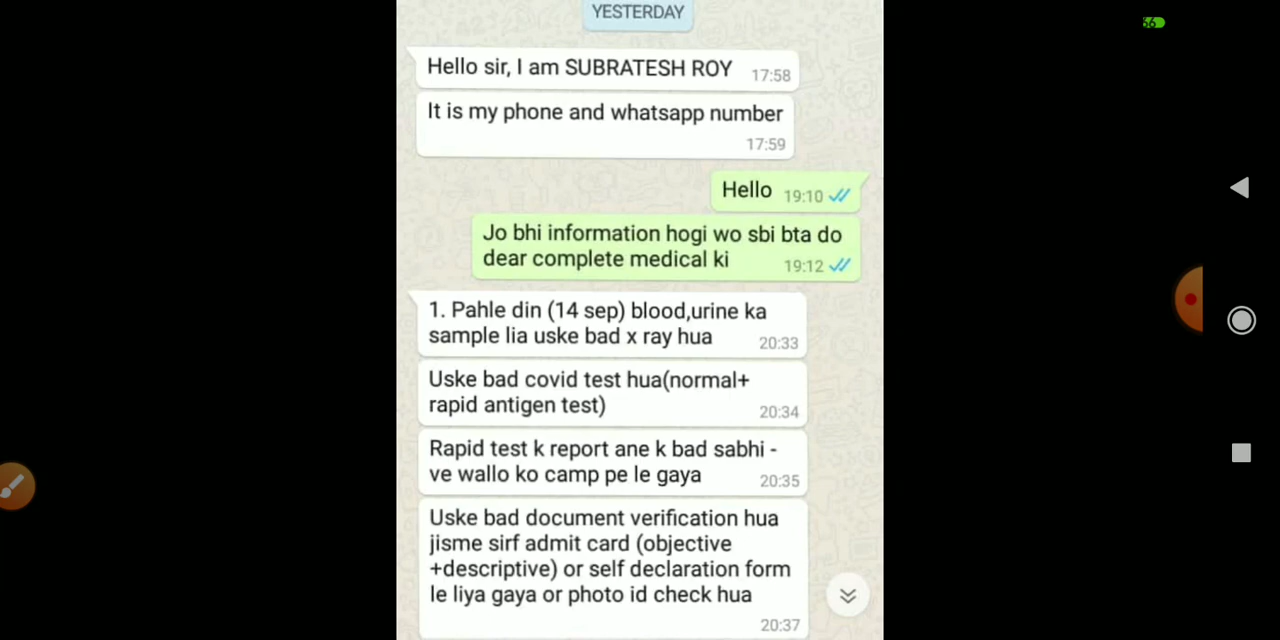 YESTERDAY
Hello sir, I am SUBRATESH ROY 17:58
It is my phone and whatsapp number
17:59
Hello 19:10
Jo bhi information hogi wo sbi bta do
dear complete medical ki 19:12
1. Pahle din (14 sep) blood,urine ka
sample lia uske bad x ray hua 20:33
Uske bad covid test hua(normal+
rapid antigen test) 20:34
Rapid test k report ane k bad sabhi -
ve wallo ko camp pe le gaya 20:35
Uske bad document verification hua
jisme sirf admit card (objective
+descriptive) or self declaration form
le liya gaya or photo id check hua
20:37